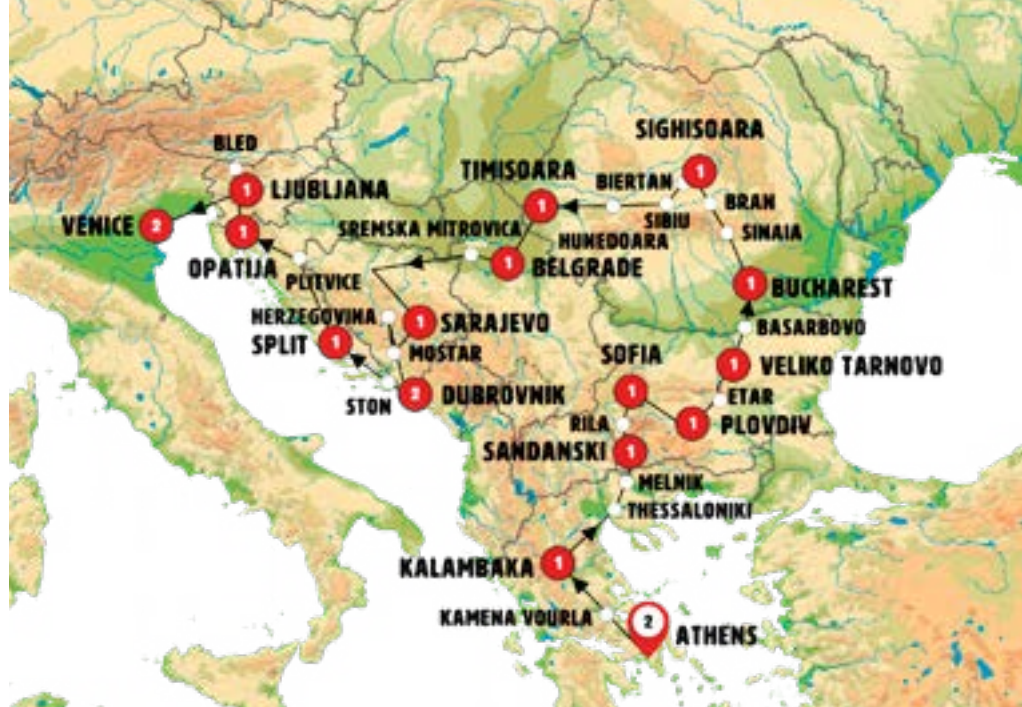 SIGHISOARA
1
BLED
TIMISOARA
BIERTAN
1
LJUBLJANA
1
SIBIU
BRAN
VENICE
2
SREMSKA MITROVICA
HUNEDOARA
SINAIA
1
OPATIJA
1
BELGRADE
PLITVICE
1
BUCHAREST
HERZEGOVINA
1
SARAJEVO
BASARBOVO
SPLIT
1
MOSTAR
SOFIA
1
VELIKO TARNOVO
2
DUBROVNIK
1
ETAR
STON
RILA
1
PLOVDIV
SANDANSKI
1
MELNIK
THESSALONIKI
KALAMBAKA
1
KAMENA VOURLA
2
ATHENS